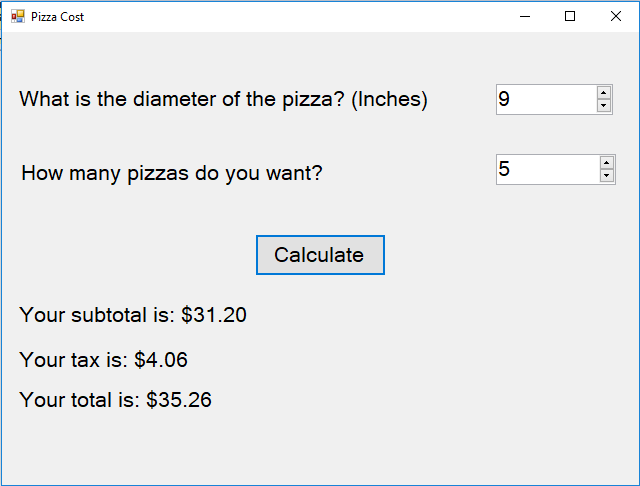 Pizza Cost
What is the diameter of the pizza? (Inches) 9
How many pizzas do you want? 5
Calculate
Your subtotal is: $31.20
Your tax is: $4.06
Your total is: $35.26